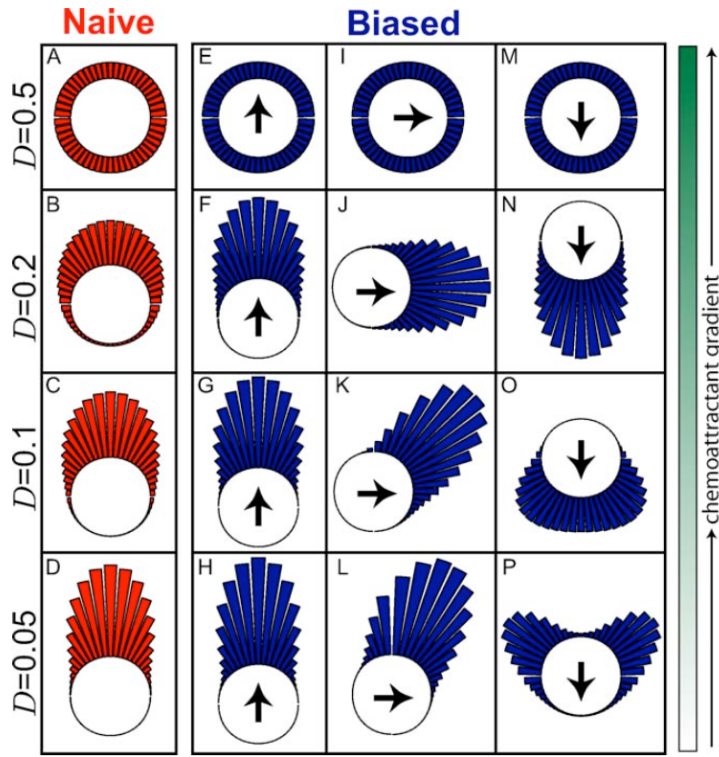 Naive Biased
D=0.5
A E I M
D=0.2
B F J N
D=0.1
C G K O
D=0.05
D H L P
chemoattractant gradient